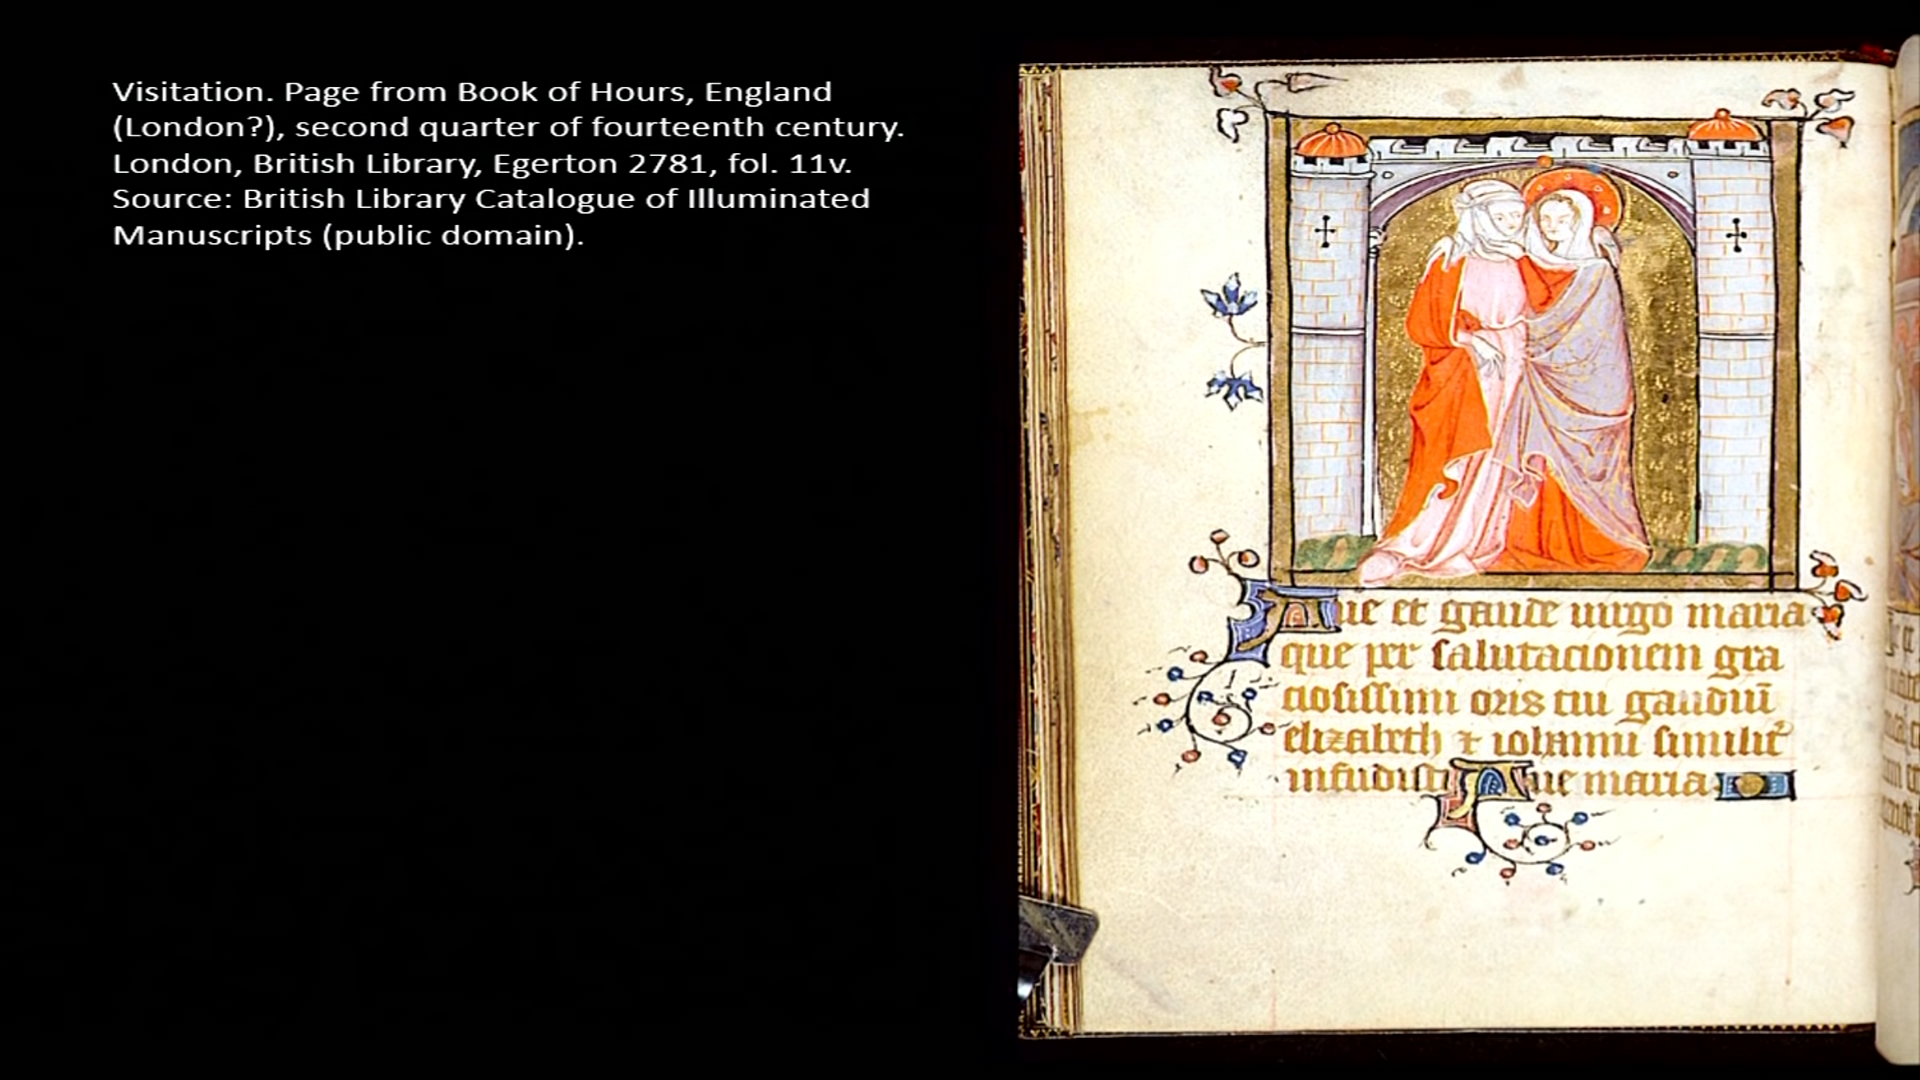 Visitation. Page from Book of Hours, England
(London?), second quarter of fourteenth century.
London, British Library, Egerton 2781, fol. 11v.
Source: British Library Catalogue of Illuminated
Manuscripts (public domain).
Aue et gaude uirgo maria
que per salutacionem gra
ciosissimi oris tui gaudiū
elizabeth ⁊ iohanni similit᷑
infudisti Aue maria